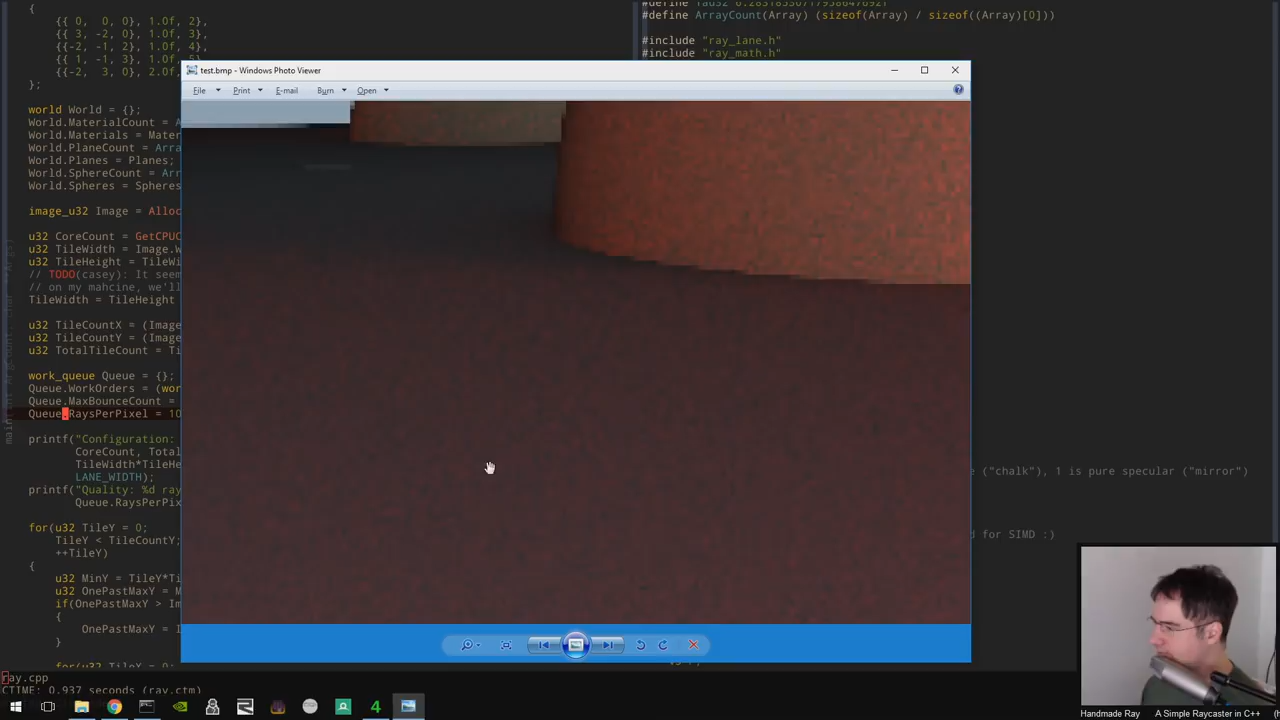 {
{{ 0,  0, 0}, 1.0f, 2},
{{ 3, -2, 0}, 1.0f, 3},
{{-2, -1, 2}, 1.0f, 4},
{{ 1, -1, 3}, 1.0f,
{{-2,  3, 0}, 2.0f,
};
world World = {};
World.MaterialCount = A
World.Materials = Mater
World.PlaneCount = Arra
World.Planes = Planes;
World.SphereCount = Arr
World.Spheres = Spheres
image_u32 Image = Alloc
u32 CoreCount = GetCPUC
u32 TileWidth = Image.W
u32 TileHeight = TileWi
// TODO(casey): It seem
// on my mahcine, we'll
TileWidth = TileHeight
u32 TileCountX = (Image
u32 TileCountY = (Image
u32 TotalTileCount = Ti
work_queue Queue = {};
Queue.WorkOrders = (wor
Queue.MaxBounceCount =
Queue.RaysPerPixel = 10
printf("Configuration:
CoreCount, Total
TileWidth*TileHe
LANE_WIDTH);
printf("Quality: %d ray
Queue.RaysPerPix
for(u32 TileY = 0;
TileY < TileCountY;
++TileY)
{
u32 MinY = TileY*Ti
u32 OnePastMaxY = M
if(OnePastMaxY > Im
{
OnePastMaxY = I
}
for(u32 TileX = 0;
ray.cpp
CTIME: 0.937 seconds (ray.ctm)
#define ArrayCount(Array) (sizeof(Array) / sizeof((Array)[0]))
#include "ray_lane.h"
#include "ray_math.h"
test.bmp - Windows Photo Viewer
File Print E-mail Burn Open
e ("chalk"), 1 is pure specular ("mirror")
d for SIMD :)
Handmade Ray A Simple Raycaster in C++